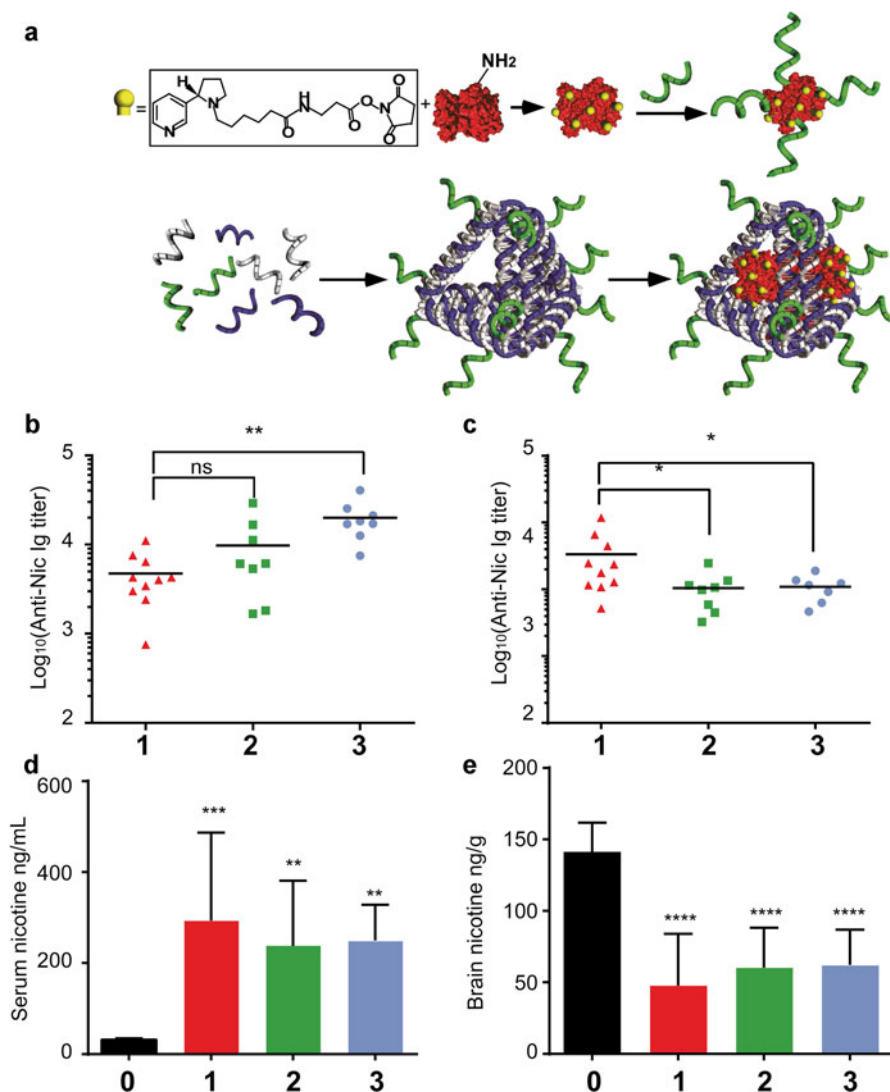 a
NH2
H
N
N
H
N
O
O
O
N
O
O
=
+
b
**
ns
5
4
3
2
Log10(Anti-Nic Ig titer)
1 2 3
c
*
*
5
4
3
2
Log10(Anti-Nic Ig titer)
1 2 3
d
600
400
200
0
Serum nicotine ng/mL
***
**
**
0 1 2 3
e
200
150
100
50
0
Brain nicotine ng/g
****
****
****
0 1 2 3